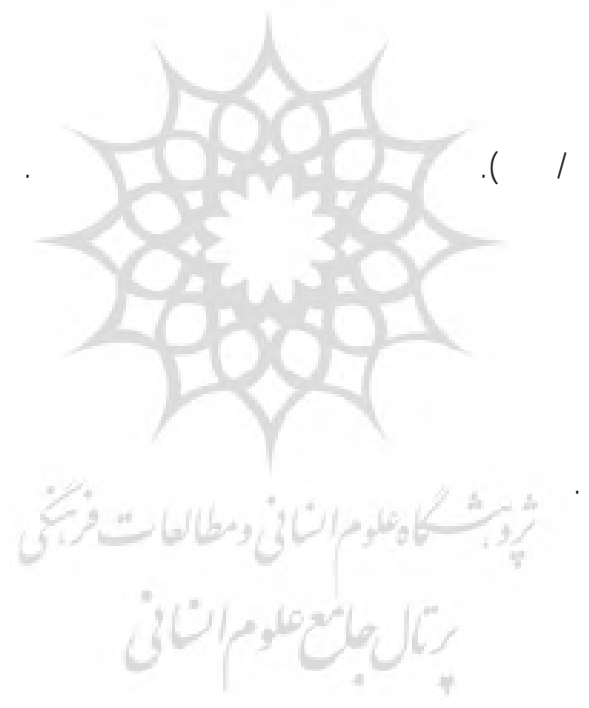 . ).  /
.
پژوهشگاه علوم انسانی و مطالعات فرهنگی
پرتال جامع علوم انسانی